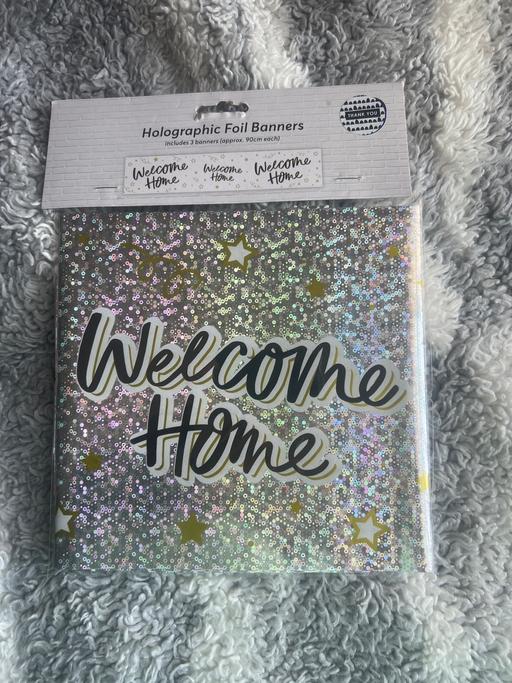 Holographic Foil Banners
includes 3 banners (approx. 90cm each)
THANK YOU
Welcome Home
Welcome Home
Welcome Home
Welcome
Home